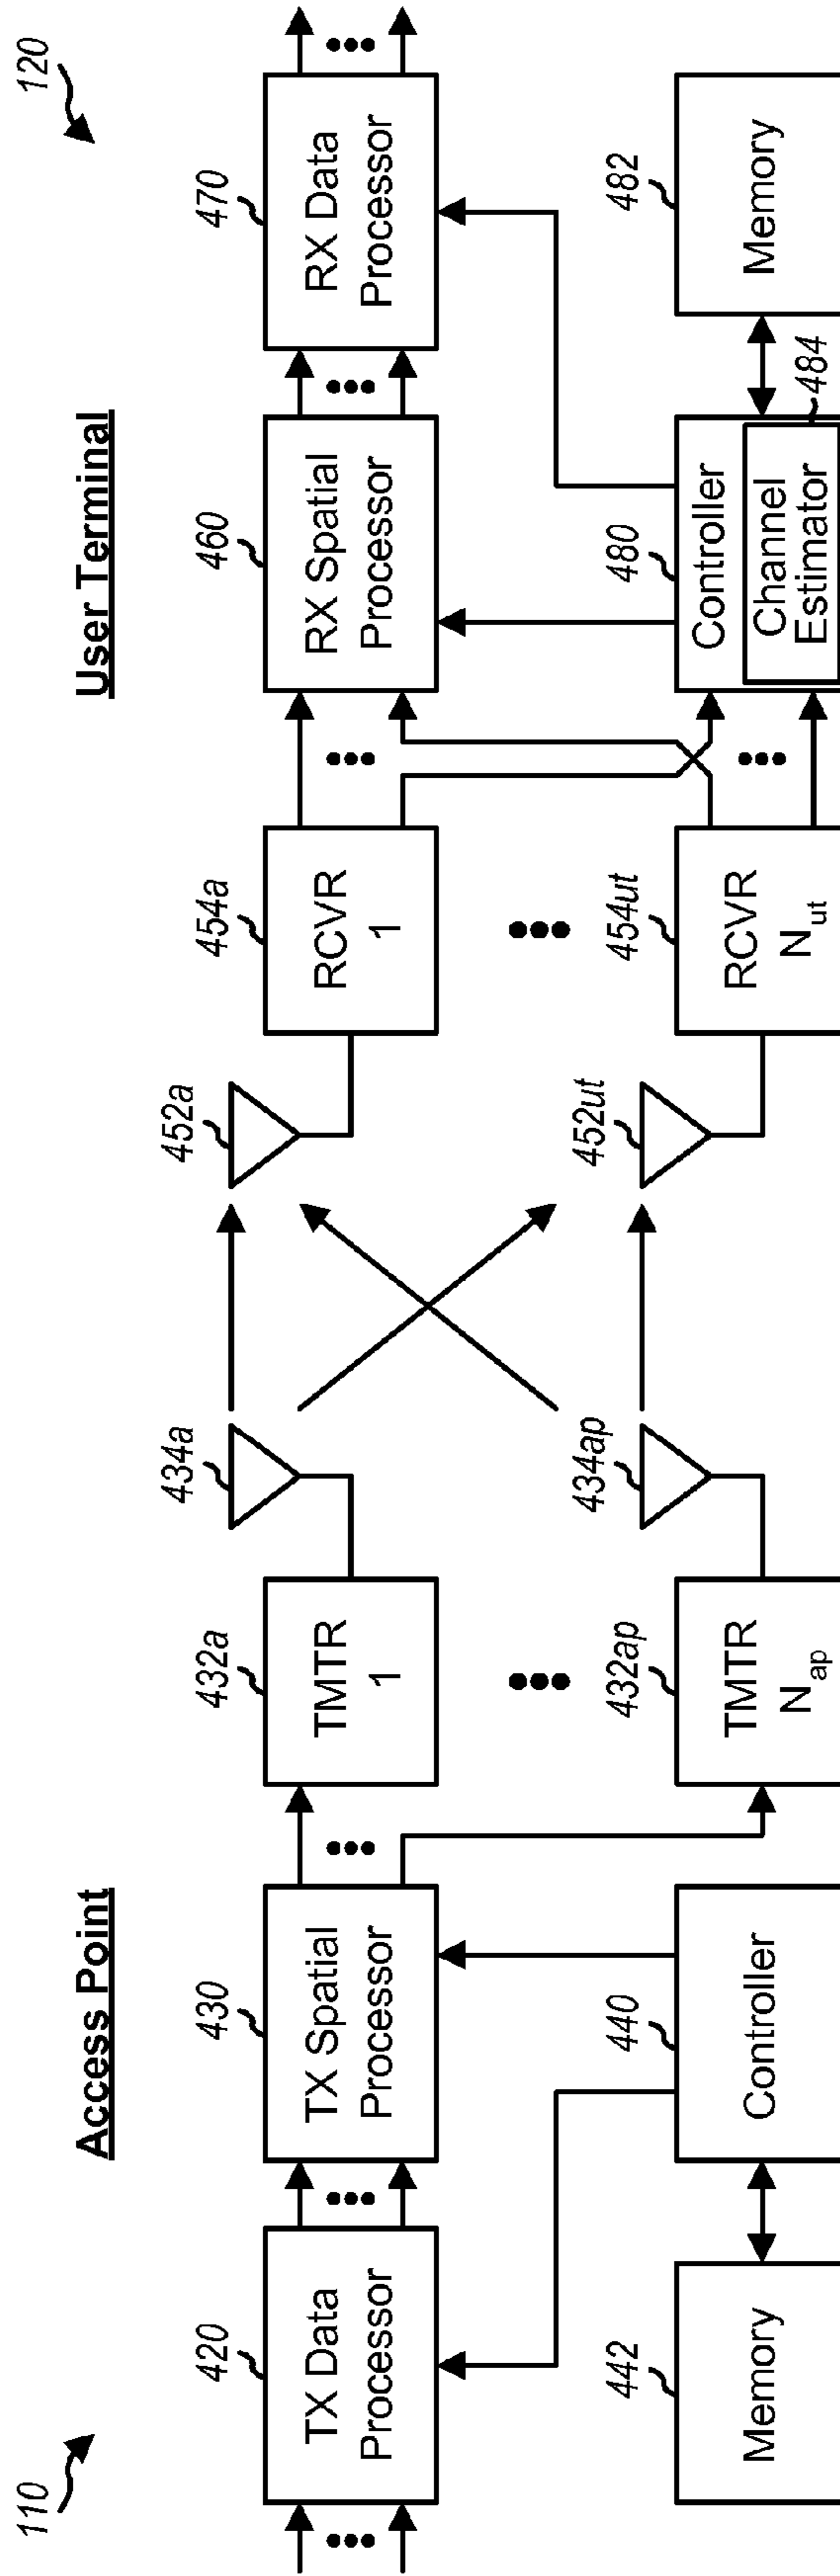 110
Access Point
User Terminal
120
420
TX Data
Processor
430
TX Spatial
Processor
432a
TMTR
1
434a
452a
454a
RCVR
1
460
RX Spatial
Processor
470
RX Data
Processor
442
Memory
440
Controller
432ap
TMTR
Nap
434ap
452ut
454ut
RCVR
Nut
480
Controller
Channel
Estimator
484
482
Memory